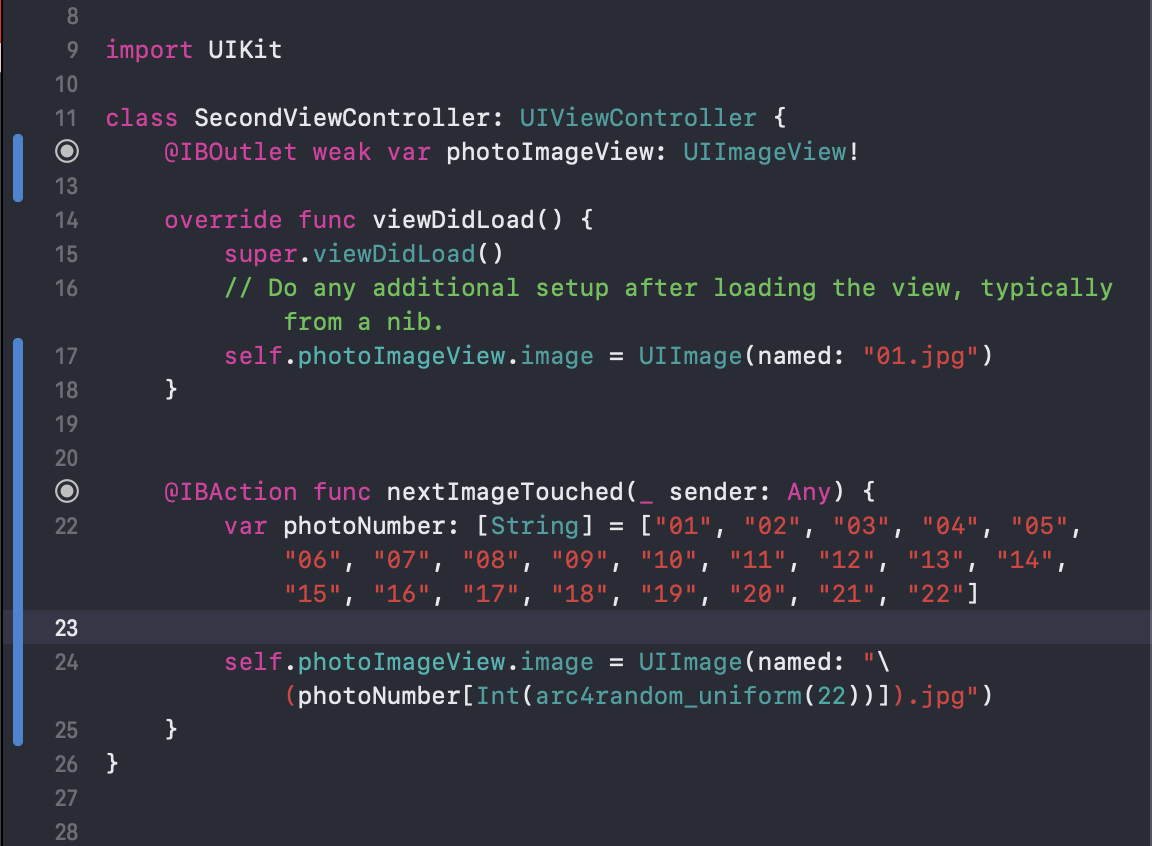 8
9 import UIKit
10
11 class SecondViewController: UIViewController {
@IBOutlet weak var photoImageView: UIImageView!
13
14 override func viewDidLoad() {
15 super.viewDidLoad()
16 // Do any additional setup after loading the view, typically
from a nib.
17 self.photoImageView.image = UIImage(named: "01.jpg")
18 }
19
20
@IBAction func nextImageTouched(_ sender: Any) {
22 var photoNumber: [String] = ["01", "02", "03", "04", "05",
"06", "07", "08", "09", "10", "11", "12", "13", "14",
"15", "16", "17", "18", "19", "20", "21", "22"]
23
24 self.photoImageView.image = UIImage(named: "\
(photoNumber[Int(arc4random_uniform(22))]).jpg")
25 }
26 }
27
28